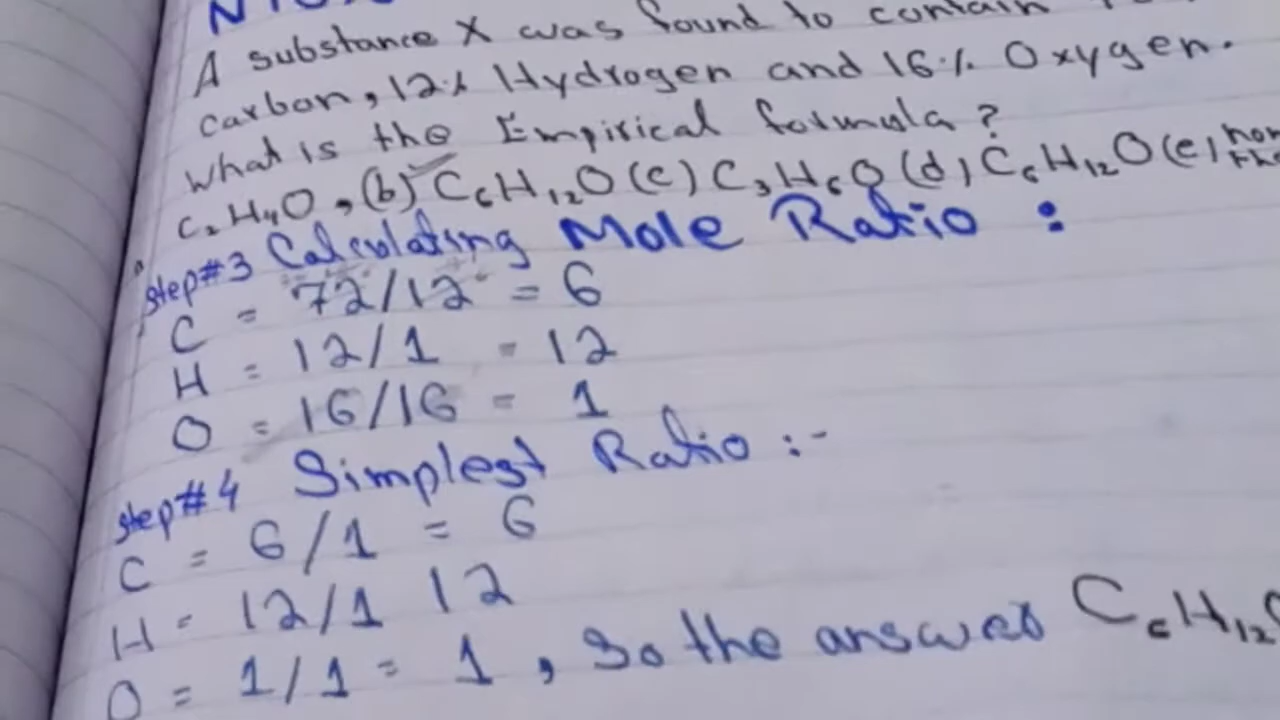 A substance X was found to contain
carbon, 12% Hydrogen and 16% Oxygen.
What is the Empirical formula?
C₂H₄O, (b) C₆H₁₂O (c) C₃H₆O (d) C₆H₁₂O (e)
step#3 Calculating Mole Ratio :
C = 72/12 = 6
H = 12/1 = 12
O = 16/16 = 1
step#4 Simplest Ratio :-
C = 6/1 = 6
H = 12/1 12
O = 1/1 = 1, So the answer C₆H₁₂O